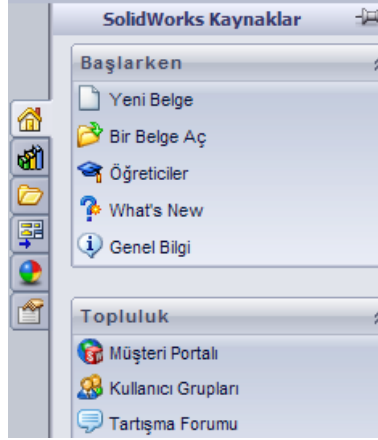 SolidWorks Kaynaklar
Başlarken
Yeni Belge
Bir Belge Aç
Öğreticiler
What's New
Genel Bilgi
Topluluk
Müşteri Portalı
Kullanıcı Grupları
Tartışma Forumu